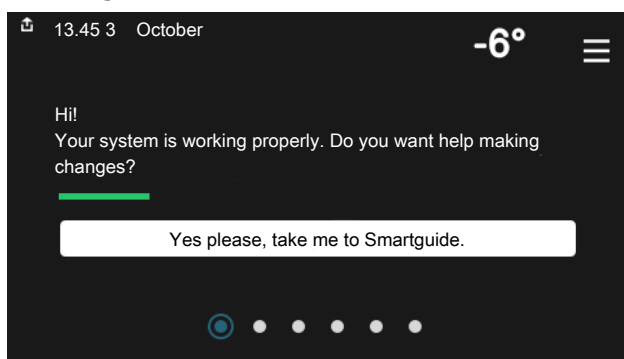 13.45 3 October
-6°
Hi!
Your system is working properly. Do you want help making
changes?
Yes please, take me to Smartguide.